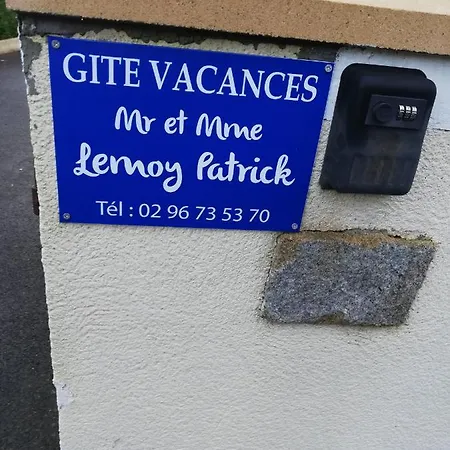 GITE VACANCES
Mr et Mme
Lemoy Patrick
Tél : 02 96 73 53 70